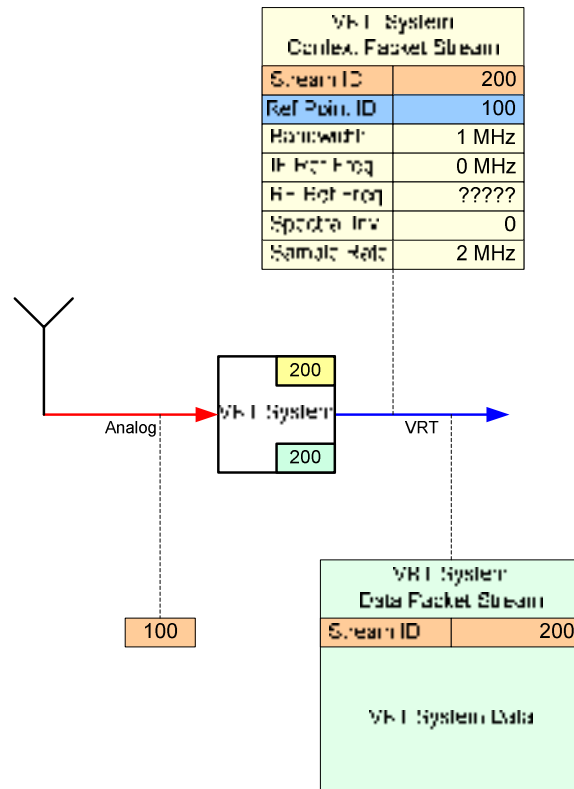 VRT System
Context Packet Stream
Stream ID 200
Ref Point ID 100
Bandwidth 1 MHz
IF Ref Freq 0 MHz
RF Ref Freq ?????
Spectral Inv 0
Sample Rate 2 MHz
200
VRT System
Analog
VRT
200
VRT System
Data Packet Stream
100
Stream ID 200
VRT System Data